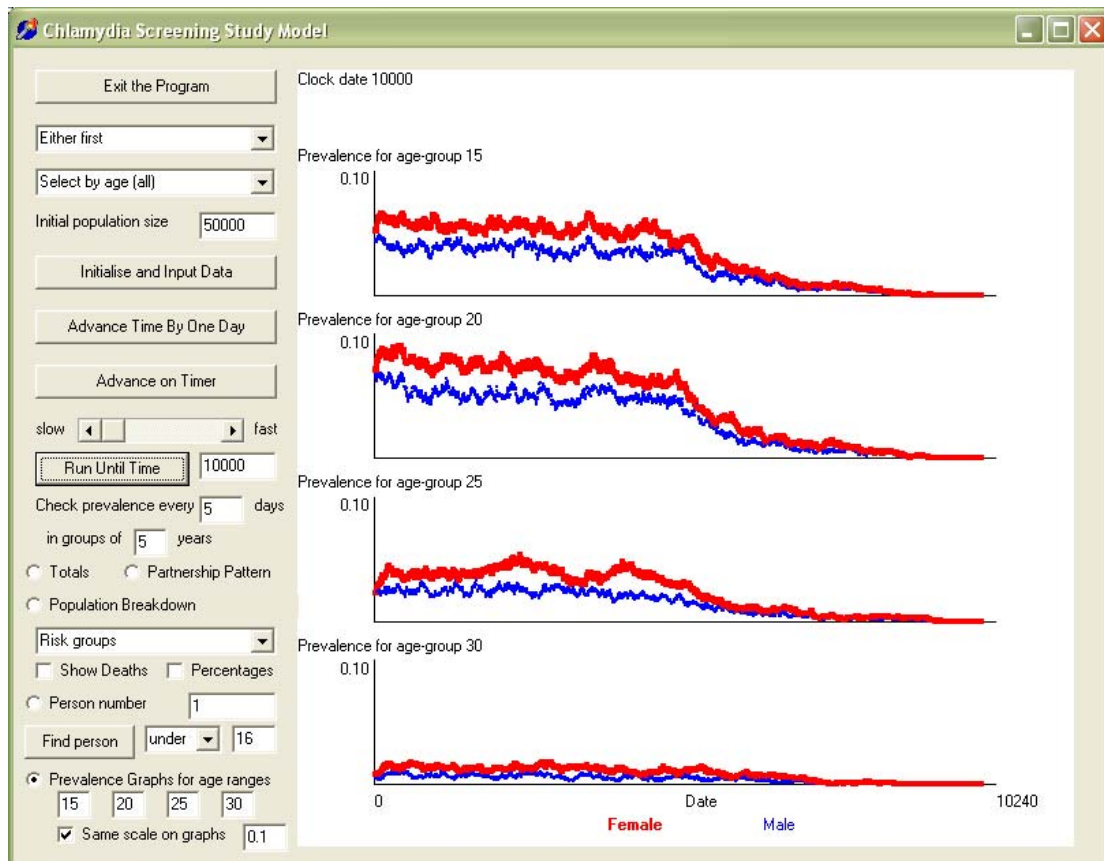 Chlamydia Screening Study Model
Exit the Program
Either first
Select by age (all)
Initial population size 50000
Initialise and Input Data
Advance Time By One Day
Advance on Timer
slow fast
Run Until Time 10000
Check prevalence every 5 days
in groups of 5 years
Totals Partnership Pattern
Population Breakdown
Risk groups
Show Deaths Percentages
Person number 1
Find person under 16
Prevalence Graphs for age ranges
15 20 25 30
Same scale on graphs 0.1
Clock date 10000
Prevalence for age-group 15
0.10
Prevalence for age-group 20
0.10
Prevalence for age-group 25
0.10
Prevalence for age-group 30
0.10
0 Date 10240
Female Male